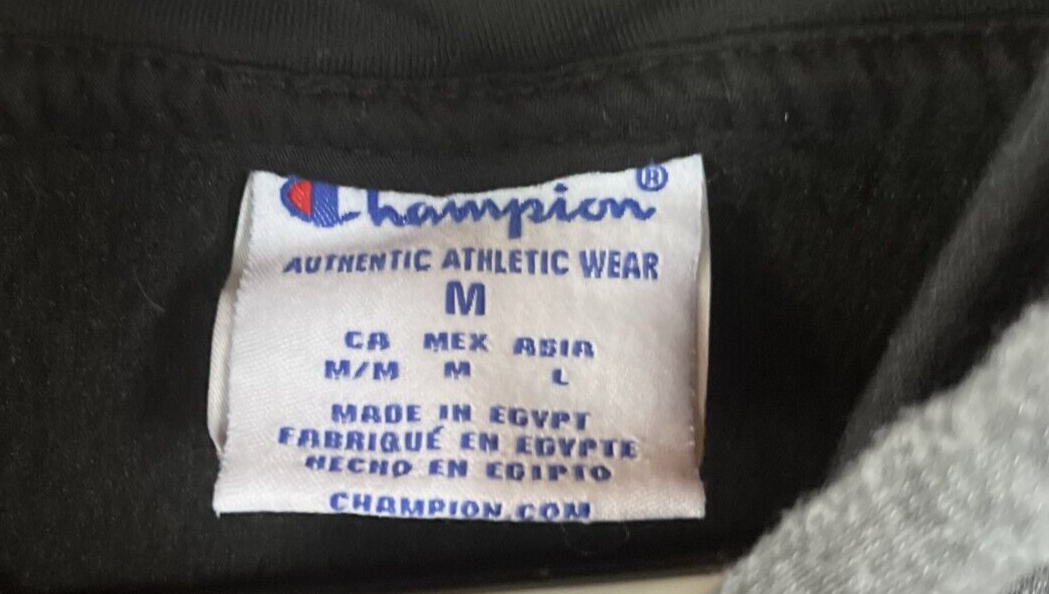 Champion®
AUTHENTIC ATHLETIC WEAR
M
CA MEX ASIA
M/M M L
MADE IN EGYPT
FABRIQUÉ EN EGYPTE
HECHO EN EGIPTO
CHAMPION.COM